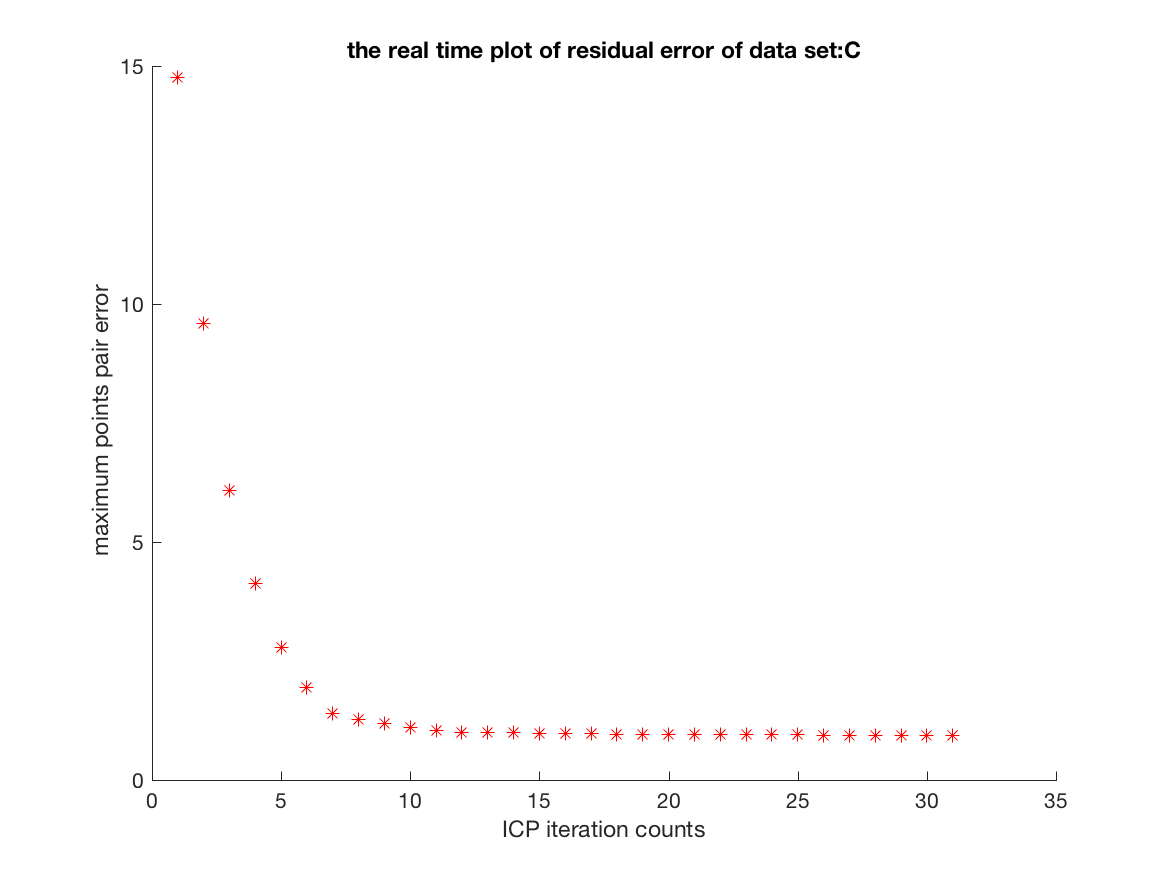 the real time plot of residual error of data set:C
maximum points pair error
15
10
5
0
0 5 10 15 20 25 30 35
ICP iteration counts